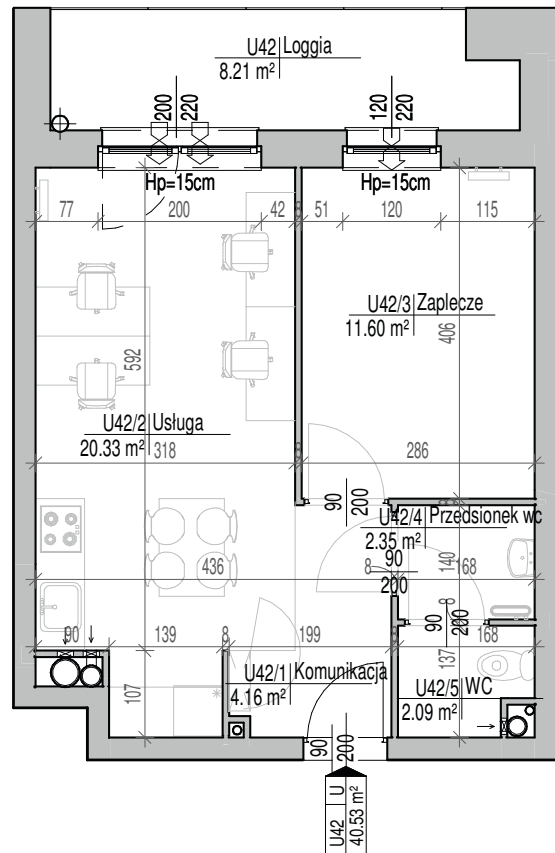 U42 Loggia
8.21 m²
200
220
120
220
Hp=15cm
Hp=15cm
77
200
42
8
51
120
115
U42/3 Zaplecze
11.60 m²
406
592
U42/2 Usługa
20.33 m²
318
286
90
200
U42/4 Przedsionek wc
2.35 m²
140
436
8
90
200
168
8
90
200
90
139
8
199
168
137
107
U42/1 Komunikacja
4.16 m²
U42/5 WC
2.09 m²
90
200
U42 U
40.53 m²